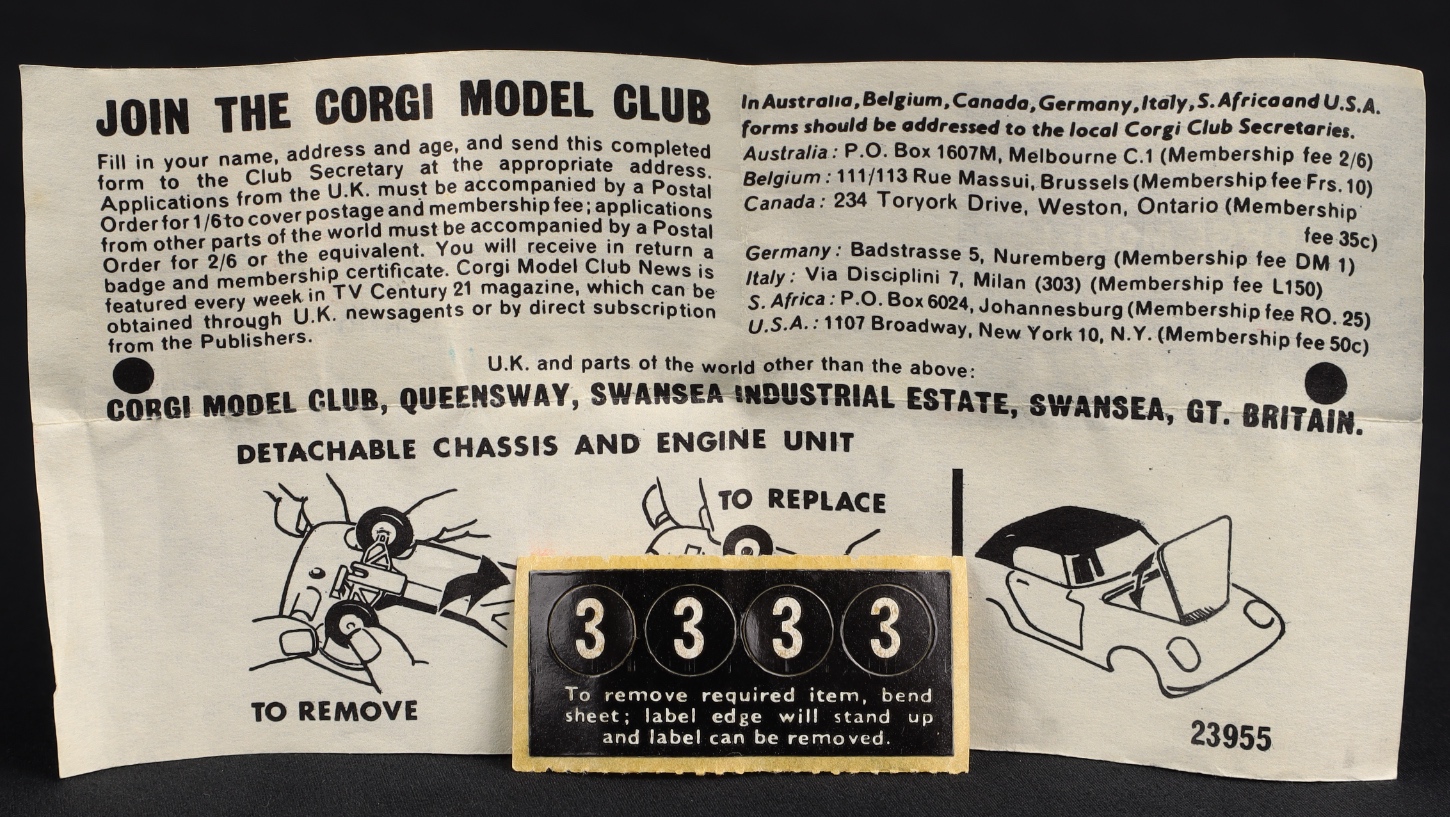 JOIN THE CORGI MODEL CLUB
Fill in your name, address and age, and send this completed
form to the Club Secretary at the appropriate address.
Applications from the U.K. must be accompanied by a Postal
Order for 1/6 to cover postage and membership fee; applications
from other parts of the world must be accompanied by a Postal
Order for 2/6 or the equivalent. You will receive in return a
badge and membership certificate. Corgi Model Club News is
featured every week in TV Century 21 magazine, which can be
obtained through U.K. newsagents or by direct subscription
from the Publishers.
In Australia, Belgium, Canada, Germany, Italy, S. Africa and U.S.A.
forms should be addressed to the local Corgi Club Secretaries.
Australia: P.O. Box 1607M, Melbourne C.1 (Membership fee 2/6)
Belgium: 111/113 Rue Massui, Brussels (Membership fee Frs. 10)
Canada: 234 Toryork Drive, Weston, Ontario (Membership
fee 35c)
Germany: Badstrasse 5, Nuremberg (Membership fee DM 1)
Italy: Via Disciplini 7, Milan (303) (Membership fee L150)
S. Africa: P.O. Box 6024, Johannesburg (Membership fee RO. 25)
U.S.A.: 1107 Broadway, New York 10, N.Y. (Membership fee 50c)
U.K. and parts of the world other than the above:
CORGI MODEL CLUB, QUEENSWAY, SWANSEA INDUSTRIAL ESTATE, SWANSEA, GT. BRITAIN.
DETACHABLE CHASSIS AND ENGINE UNIT
TO REPLACE
TO REMOVE
3 3 3 3
To remove required item, bend
sheet; label edge will stand up
and label can be removed.
23955